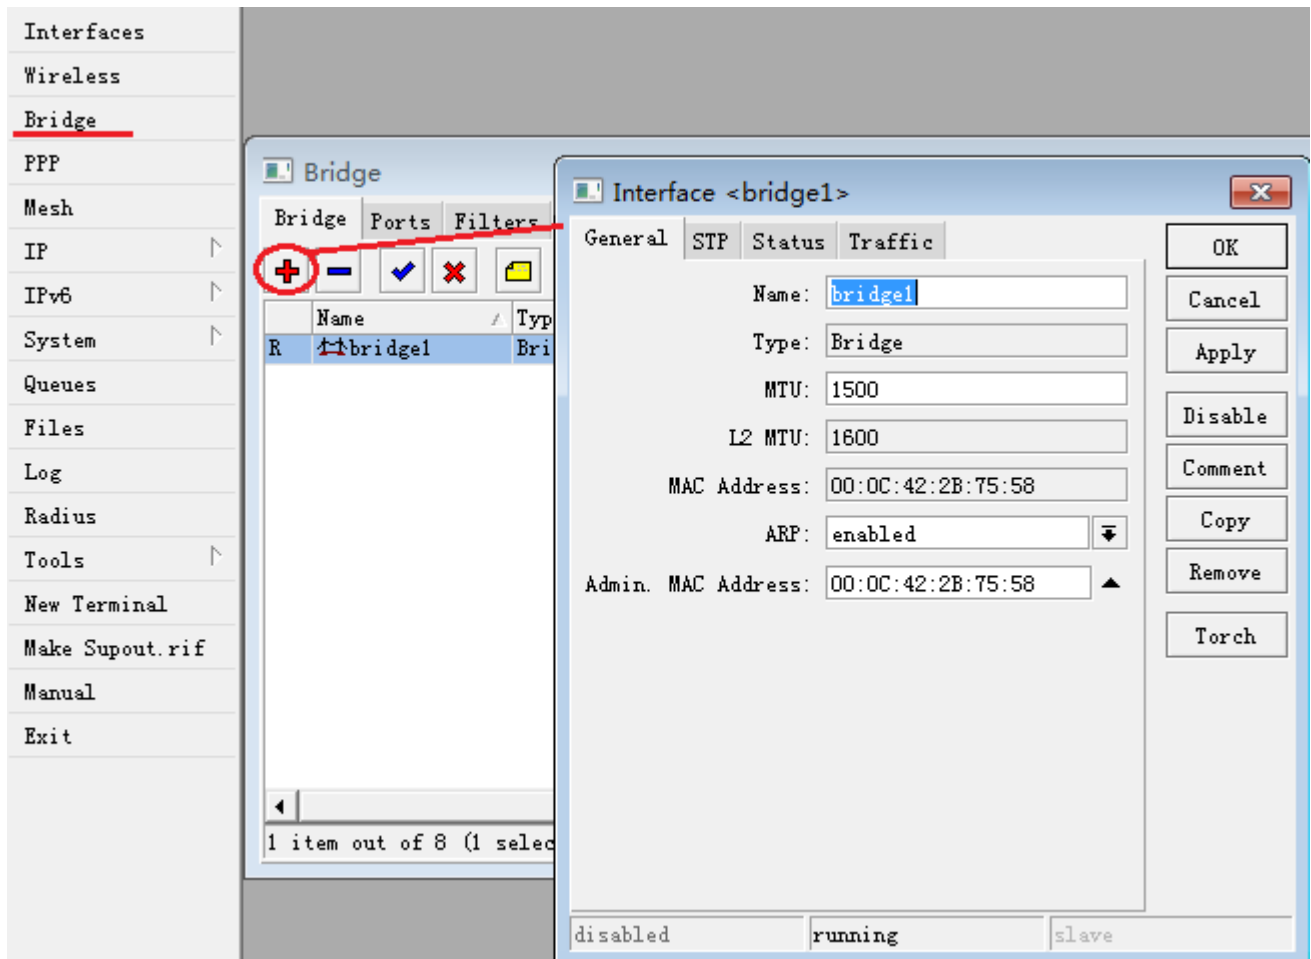 Interfaces
Wireless
Bridge
PPP
Mesh
IP
IPv6
System
Queues
Files
Log
Radius
Tools
New Terminal
Make Supout.rif
Manual
Exit
Bridge
Bridge Ports Filters
Name Typ
R bridge1 Bri
1 item out of 8 (1 selec
Interface <bridge1>
General STP Status Traffic
Name: bridge1
Type: Bridge
MTU: 1500
L2 MTU: 1600
MAC Address: 00:0C:42:2B:75:58
ARP: enabled
Admin. MAC Address: 00:0C:42:2B:75:58
OK
Cancel
Apply
Disable
Comment
Copy
Remove
Torch
disabled running slave